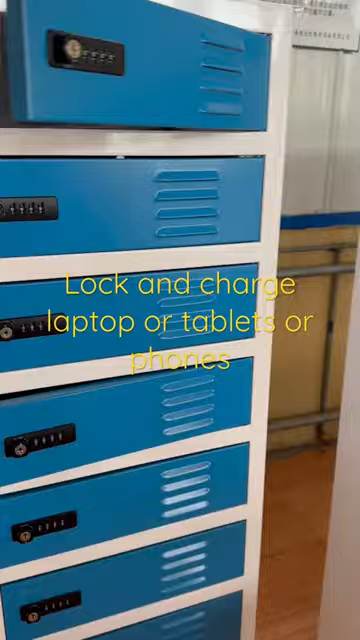 Lock and charge
laptop or tablets or
phones